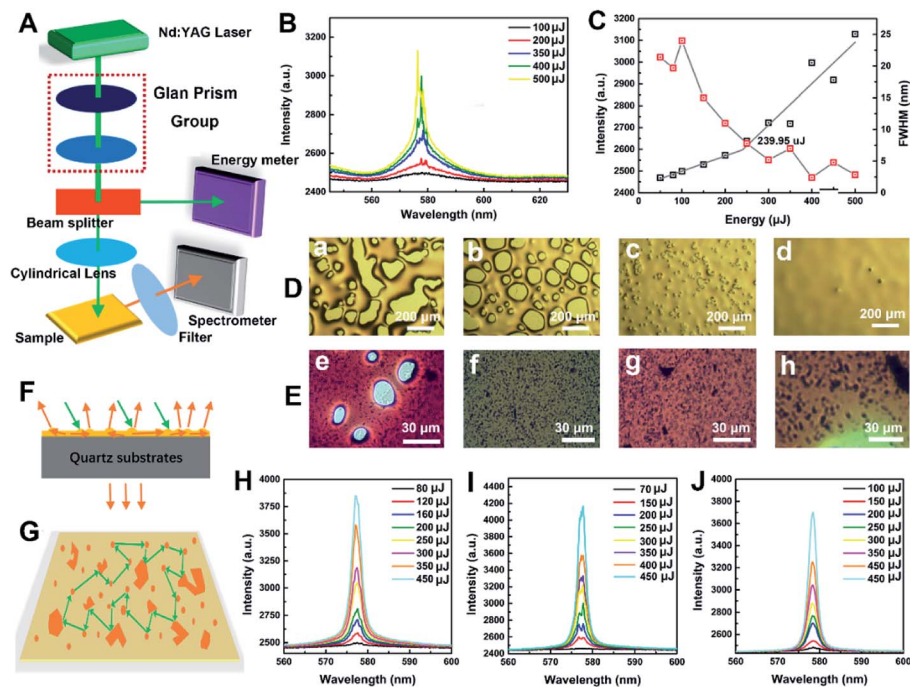 A
Nd:YAG Laser
Glan Prism
Group
Energy meter
Beam splitter
Cylindrical Lens
Spectrometer
Sample
Filter
B
Intensity (a.u.)
3200
3000
2800
2600
2400
560
580
600
620
Wavelength (nm)
100 μJ
200 μJ
350 μJ
400 μJ
500 μJ
C
Intensity (a.u.)
3200
3100
3000
2900
2800
2700
2600
2500
2400
0
100
200
300
400
500
Energy (μJ)
239.95 uJ
25
20
15
10
5
0
FWHM (nm)
D
a
200 μm
b
200 μm
c
200 μm
d
200 μm
E
e
30 μm
f
30 μm
g
30 μm
h
30 μm
F
Quartz substrates
G
H
Intensity (a.u.)
4000
3750
3500
3250
3000
2750
2500
560
570
580
590
600
Wavelength (nm)
80 μJ
120 μJ
160 μJ
200 μJ
250 μJ
300 μJ
350 μJ
450 μJ
I
Intensity (a.u.)
4400
4200
4000
3800
3600
3400
3200
3000
2800
2600
2400
560
570
580
590
600
Wavelength (nm)
70 μJ
150 μJ
200 μJ
250 μJ
300 μJ
350 μJ
400 μJ
450 μJ
J
Intensity (a.u.)
4000
3800
3600
3400
3200
3000
2800
2600
560
570
580
590
600
Wavelength (nm)
100 μJ
150 μJ
200 μJ
250 μJ
300 μJ
350 μJ
450 μJ
450 μJ